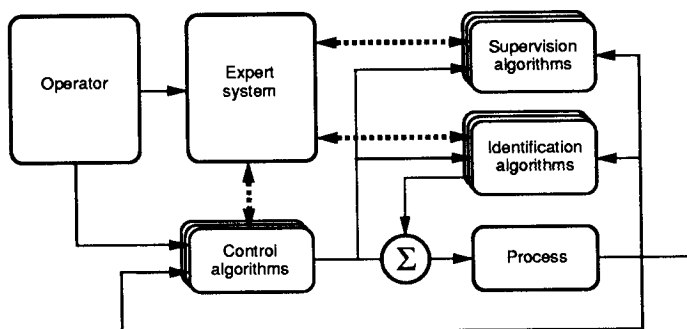 Operator
Expert
system
Supervision
algorithms
Identification
algorithms
Control
algorithms
Σ
Process